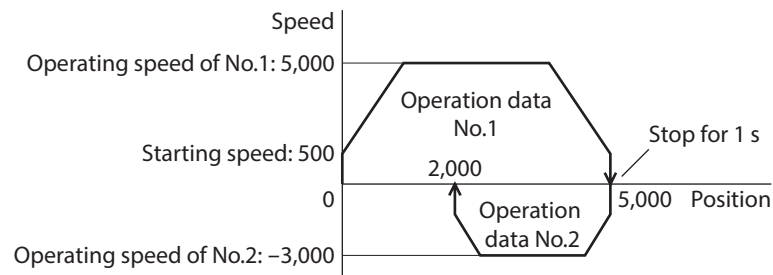 Speed
Operating speed of No.1: 5,000
Operation data
No.1
Stop for 1 s
Starting speed: 500
2,000
0
5,000 Position
Operation
data No.2
Operating speed of No.2: –3,000